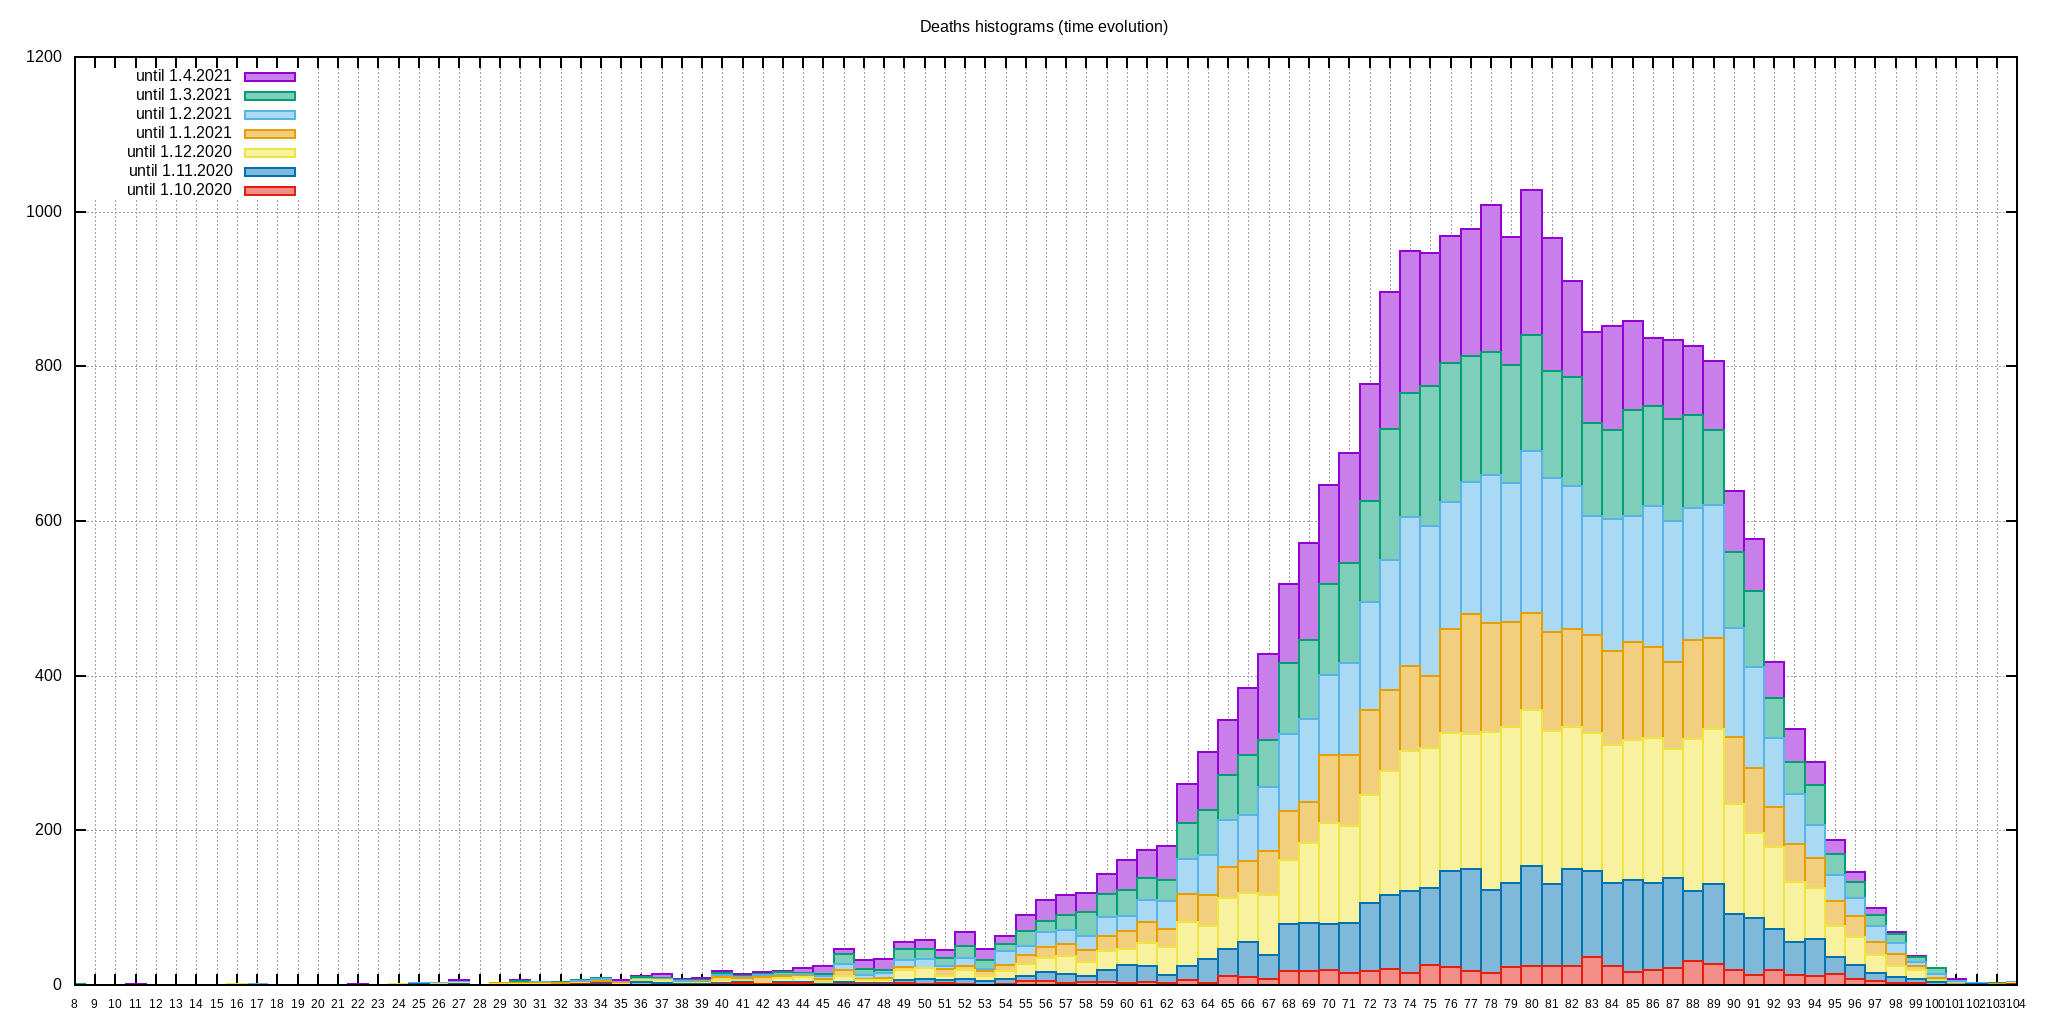 Deaths histograms (time evolution)
1200
until 1.4.2021
until 1.3.2021
until 1.2.2021
until 1.1.2021
until 1.12.2020
until 1.11.2020
until 1.10.2020
1000
800
600
400
200
0
8 9 10 11 12 13 14 15 16 17 18 19 20 21 22 23 24 25 26 27 28 29 30 31 32 33 34 35 36 37 38 39 40 41 42 43 44 45 46 47 48 49 50 51 52 53 54 55 56 57 58 59 60 61 62 63 64 65 66 67 68 69 70 71 72 73 74 75 76 77 78 79 80 81 82 83 84 85 86 87 88 89 90 91 92 93 94 95 96 97 98 99 100 101 102 103 104